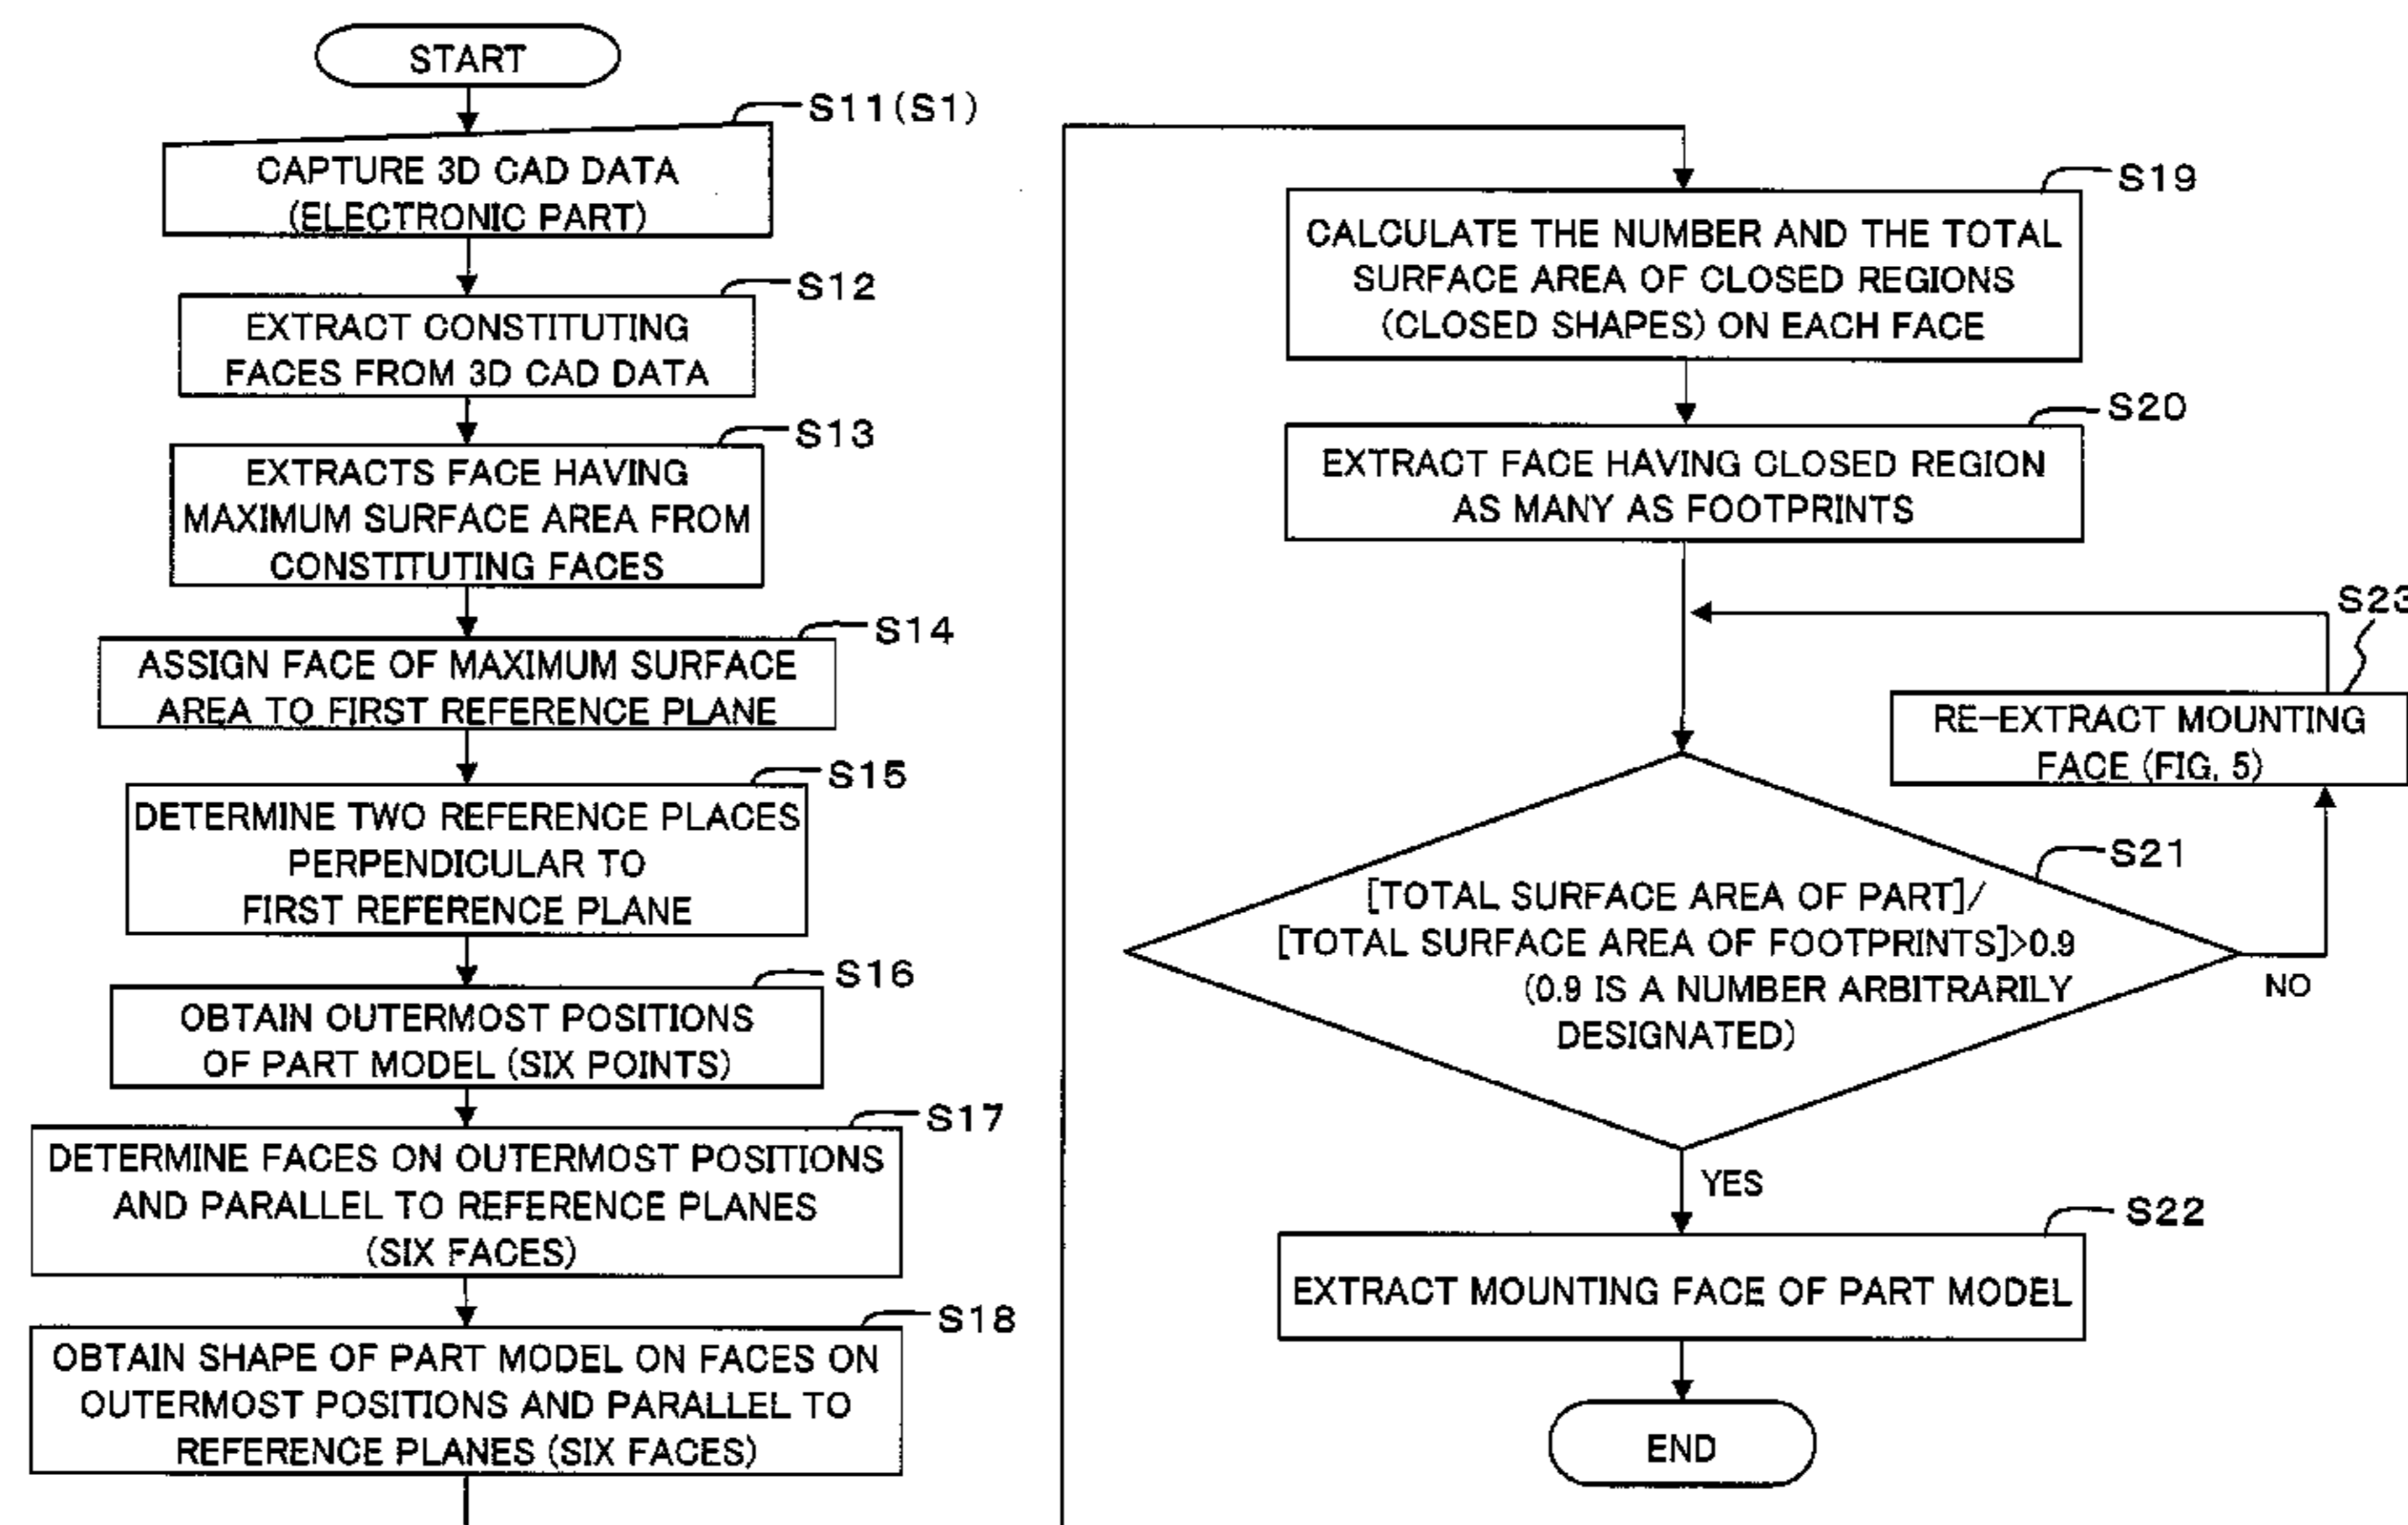 START
S11(S1)
CAPTURE 3D CAD DATA
(ELECTRONIC PART)
S12
EXTRACT CONSTITUTING
FACES FROM 3D CAD DATA
S13
EXTRACTS FACE HAVING
MAXIMUM SURFACE AREA FROM
CONSTITUTING FACES
S14
ASSIGN FACE OF MAXIMUM SURFACE
AREA TO FIRST REFERENCE PLANE
S15
DETERMINE TWO REFERENCE PLACES
PERPENDICULAR TO
FIRST REFERENCE PLANE
S16
OBTAIN OUTERMOST POSITIONS
OF PART MODEL (SIX POINTS)
S17
DETERMINE FACES ON OUTERMOST POSITIONS
AND PARALLEL TO REFERENCE PLANES
(SIX FACES)
S18
OBTAIN SHAPE OF PART MODEL ON FACES ON
OUTERMOST POSITIONS AND PARALLEL TO
REFERENCE PLANES (SIX FACES)
S19
CALCULATE THE NUMBER AND THE TOTAL
SURFACE AREA OF CLOSED REGIONS
(CLOSED SHAPES) ON EACH FACE
S20
EXTRACT FACE HAVING CLOSED REGION
AS MANY AS FOOTPRINTS
S23
RE-EXTRACT MOUNTING
FACE (FIG. 5)
S21
[TOTAL SURFACE AREA OF PART]/
[TOTAL SURFACE AREA OF FOOTPRINTS]>0.9
(0.9 IS A NUMBER ARBITRARILY
DESIGNATED)
NO
YES
S22
EXTRACT MOUNTING FACE OF PART MODEL
END